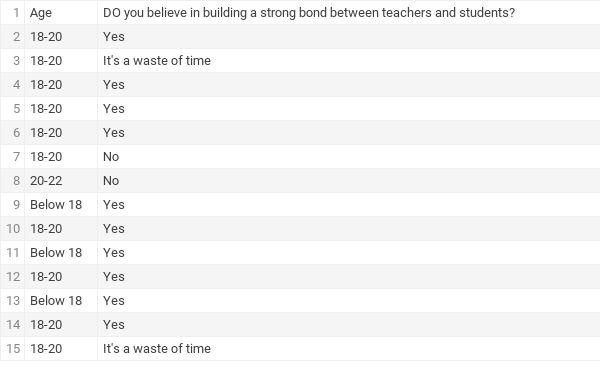 1 Age DO you believe in building a strong bond between teachers and students?
2 18-20 Yes
3 18-20 It's a waste of time
4 18-20 Yes
5 18-20 Yes
6 18-20 Yes
7 18-20 No
8 20-22 No
9 Below 18 Yes
10 18-20 Yes
11 Below 18 Yes
12 18-20 Yes
13 Below 18 Yes
14 18-20 Yes
15 18-20 It's a waste of time